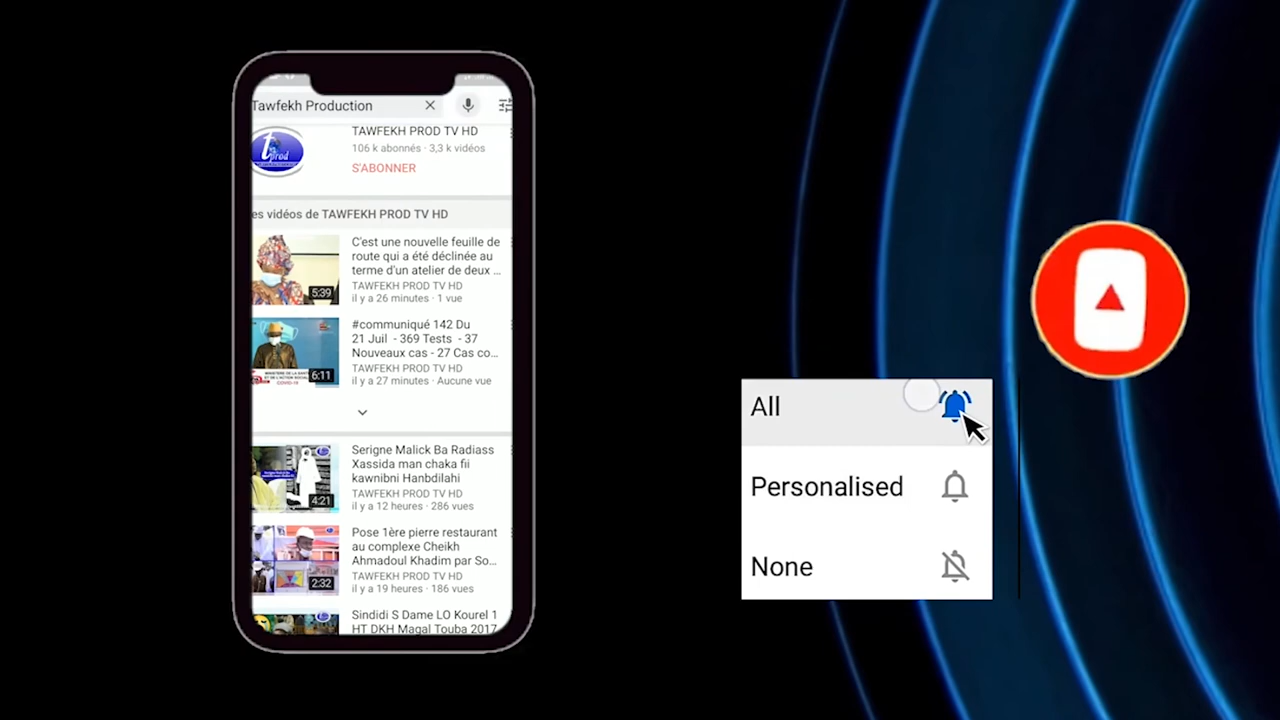 Tawfekh Production
TAWFEKH PROD TV HD
106 k abonnés · 3,3 k vidéos
S'ABONNER
tprod
es vidéos de TAWFEKH PROD TV HD
C'est une nouvelle feuille de
route qui a été déclinée au
terme d'un atelier de deux ...
TAWFEKH PROD TV HD
il y a 26 minutes · 1 vue
5:39
#communiqué 142 Du
21 Juil - 369 Tests - 37
Nouveaux cas - 27 Cas co...
TAWFEKH PROD TV HD
il y a 27 minutes · Aucune vue
6:11
Serigne Malick Ba Radiass
Xassida man chaka fii
kawnibni Hanbdilahi
TAWFEKH PROD TV HD
il y a 12 heures · 286 vues
4:21
Pose 1ère pierre restaurant
au complexe Cheikh
Ahmadoul Khadim par So...
TAWFEKH PROD TV HD
il y a 19 heures · 186 vues
2:32
Sindidi S Dame LO Kourel 1
HT DKH Magal Touba 2017
All
Personalised
None